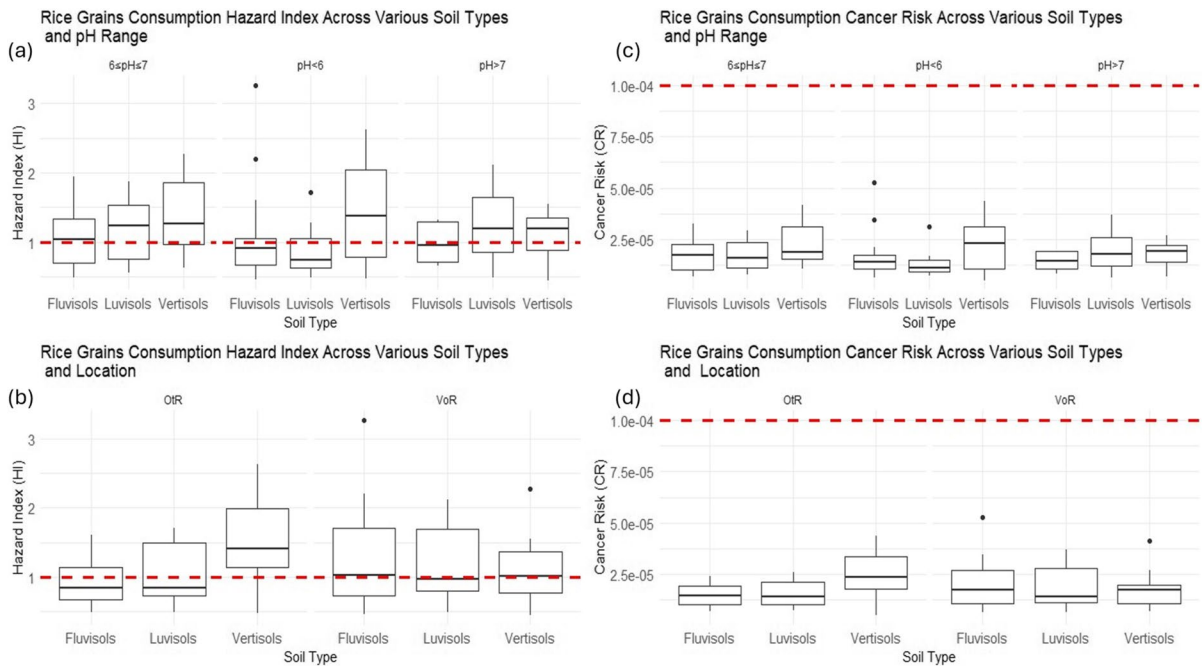 Rice Grains Consumption Hazard Index Across Various Soil Types
and pH Range
(a)
6≤pH≤7 pH<6 pH>7
Hazard Index (HI)
3
2
1
Fluvisols Luvisols Vertisols Fluvisols Luvisols Vertisols Fluvisols Luvisols Vertisols
Soil Type
Rice Grains Consumption Cancer Risk Across Various Soil Types
and pH Range
(c)
6≤pH≤7 pH<6 pH>7
Cancer Risk (CR)
1.0e-04
7.5e-05
5.0e-05
2.5e-05
Fluvisols Luvisols Vertisols Fluvisols Luvisols Vertisols Fluvisols Luvisols Vertisols
Soil Type
Rice Grains Consumption Hazard Index Across Various Soil Types
and Location
(b)
OtR VoR
Hazard Index (HI)
3
2
1
Fluvisols Luvisols Vertisols Fluvisols Luvisols Vertisols
Soil Type
Rice Grains Consumption Cancer Risk Across Various Soil Types
and Location
(d)
OtR VoR
Cancer Risk (CR)
1.0e-04
7.5e-05
5.0e-05
2.5e-05
Fluvisols Luvisols Vertisols Fluvisols Luvisols Vertisols
Soil Type